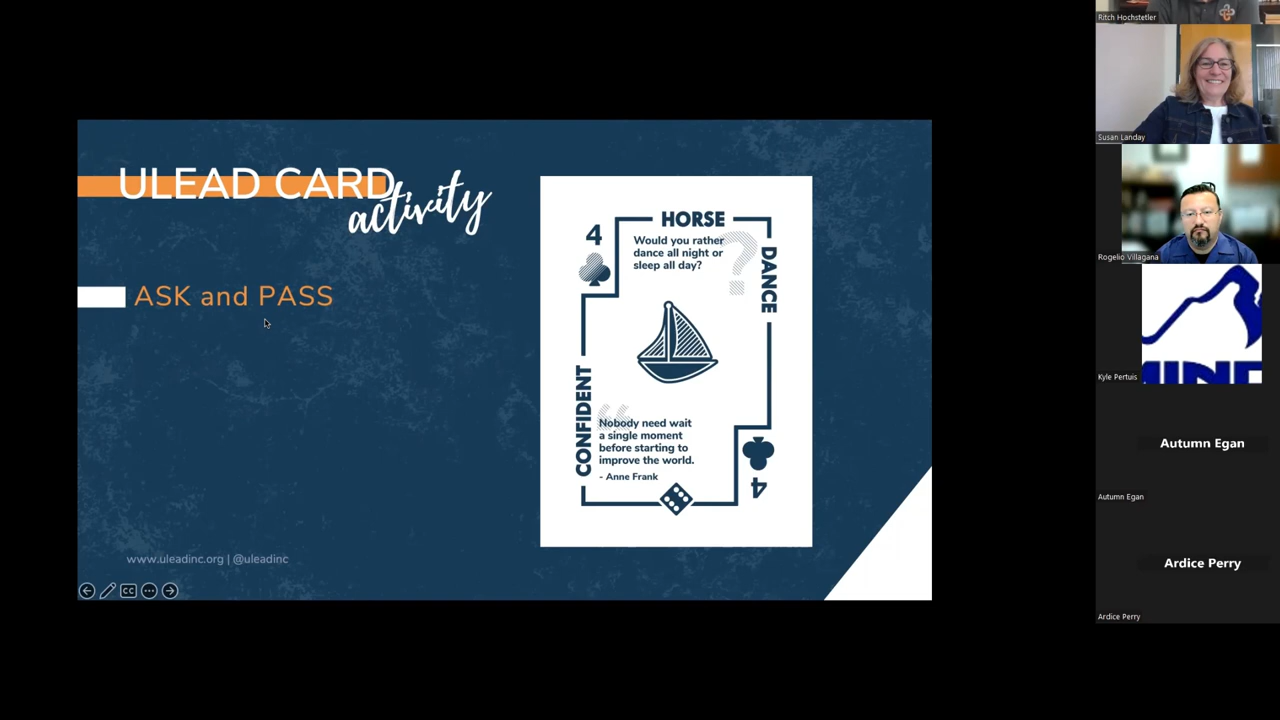 ULEAD CARD
activity
ASK and PASS
www.uleadinc.org | @uleadinc
CC
HORSE
4
Would you rather
dance all night or
sleep all day?
?
DANCE
CONFIDENT
“
Nobody need wait
a single moment
before starting to
improve the world.
- Anne Frank
4
Ritch Hochstetler
Susan Landay
Rogelio Villagana
Kyle Pertuis
Autumn Egan
Autumn Egan
Ardice Perry
Ardice Perry